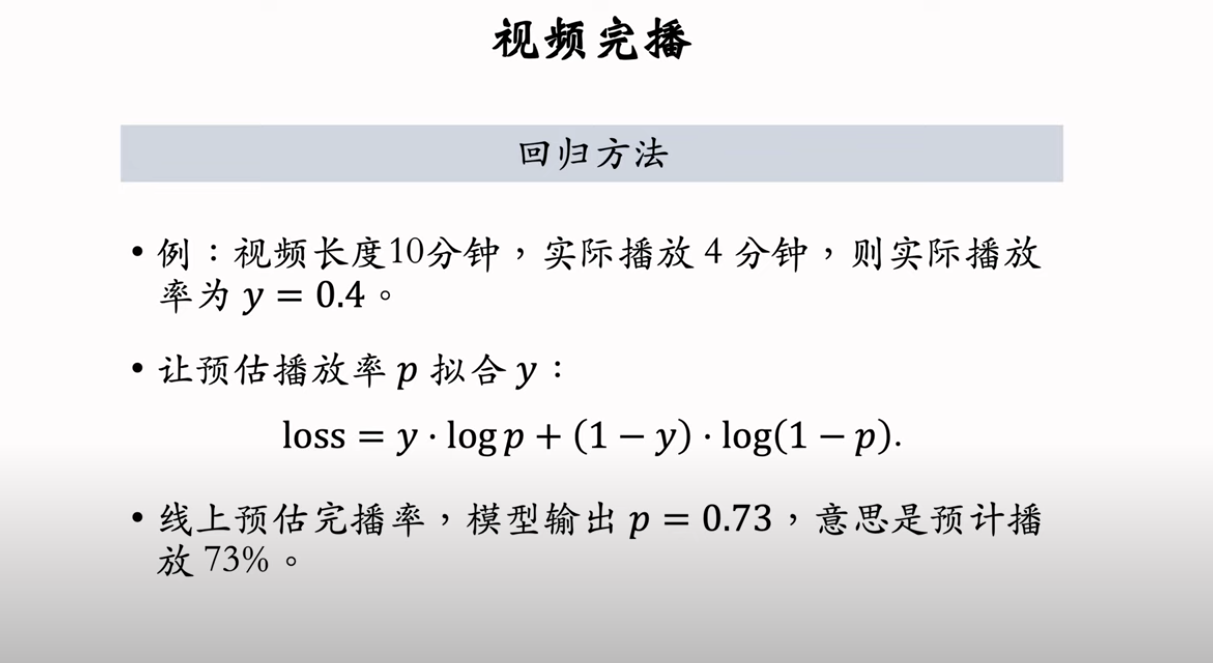 视频完播
回归方法
• 例：视频长度10分钟，实际播放 4 分钟，则实际播放
率为 y = 0.4。
• 让预估播放率 p 拟合 y：
loss = y · log p + (1 − y) · log(1 − p).
• 线上预估完播率，模型输出 p = 0.73，意思是预计播
放 73%。